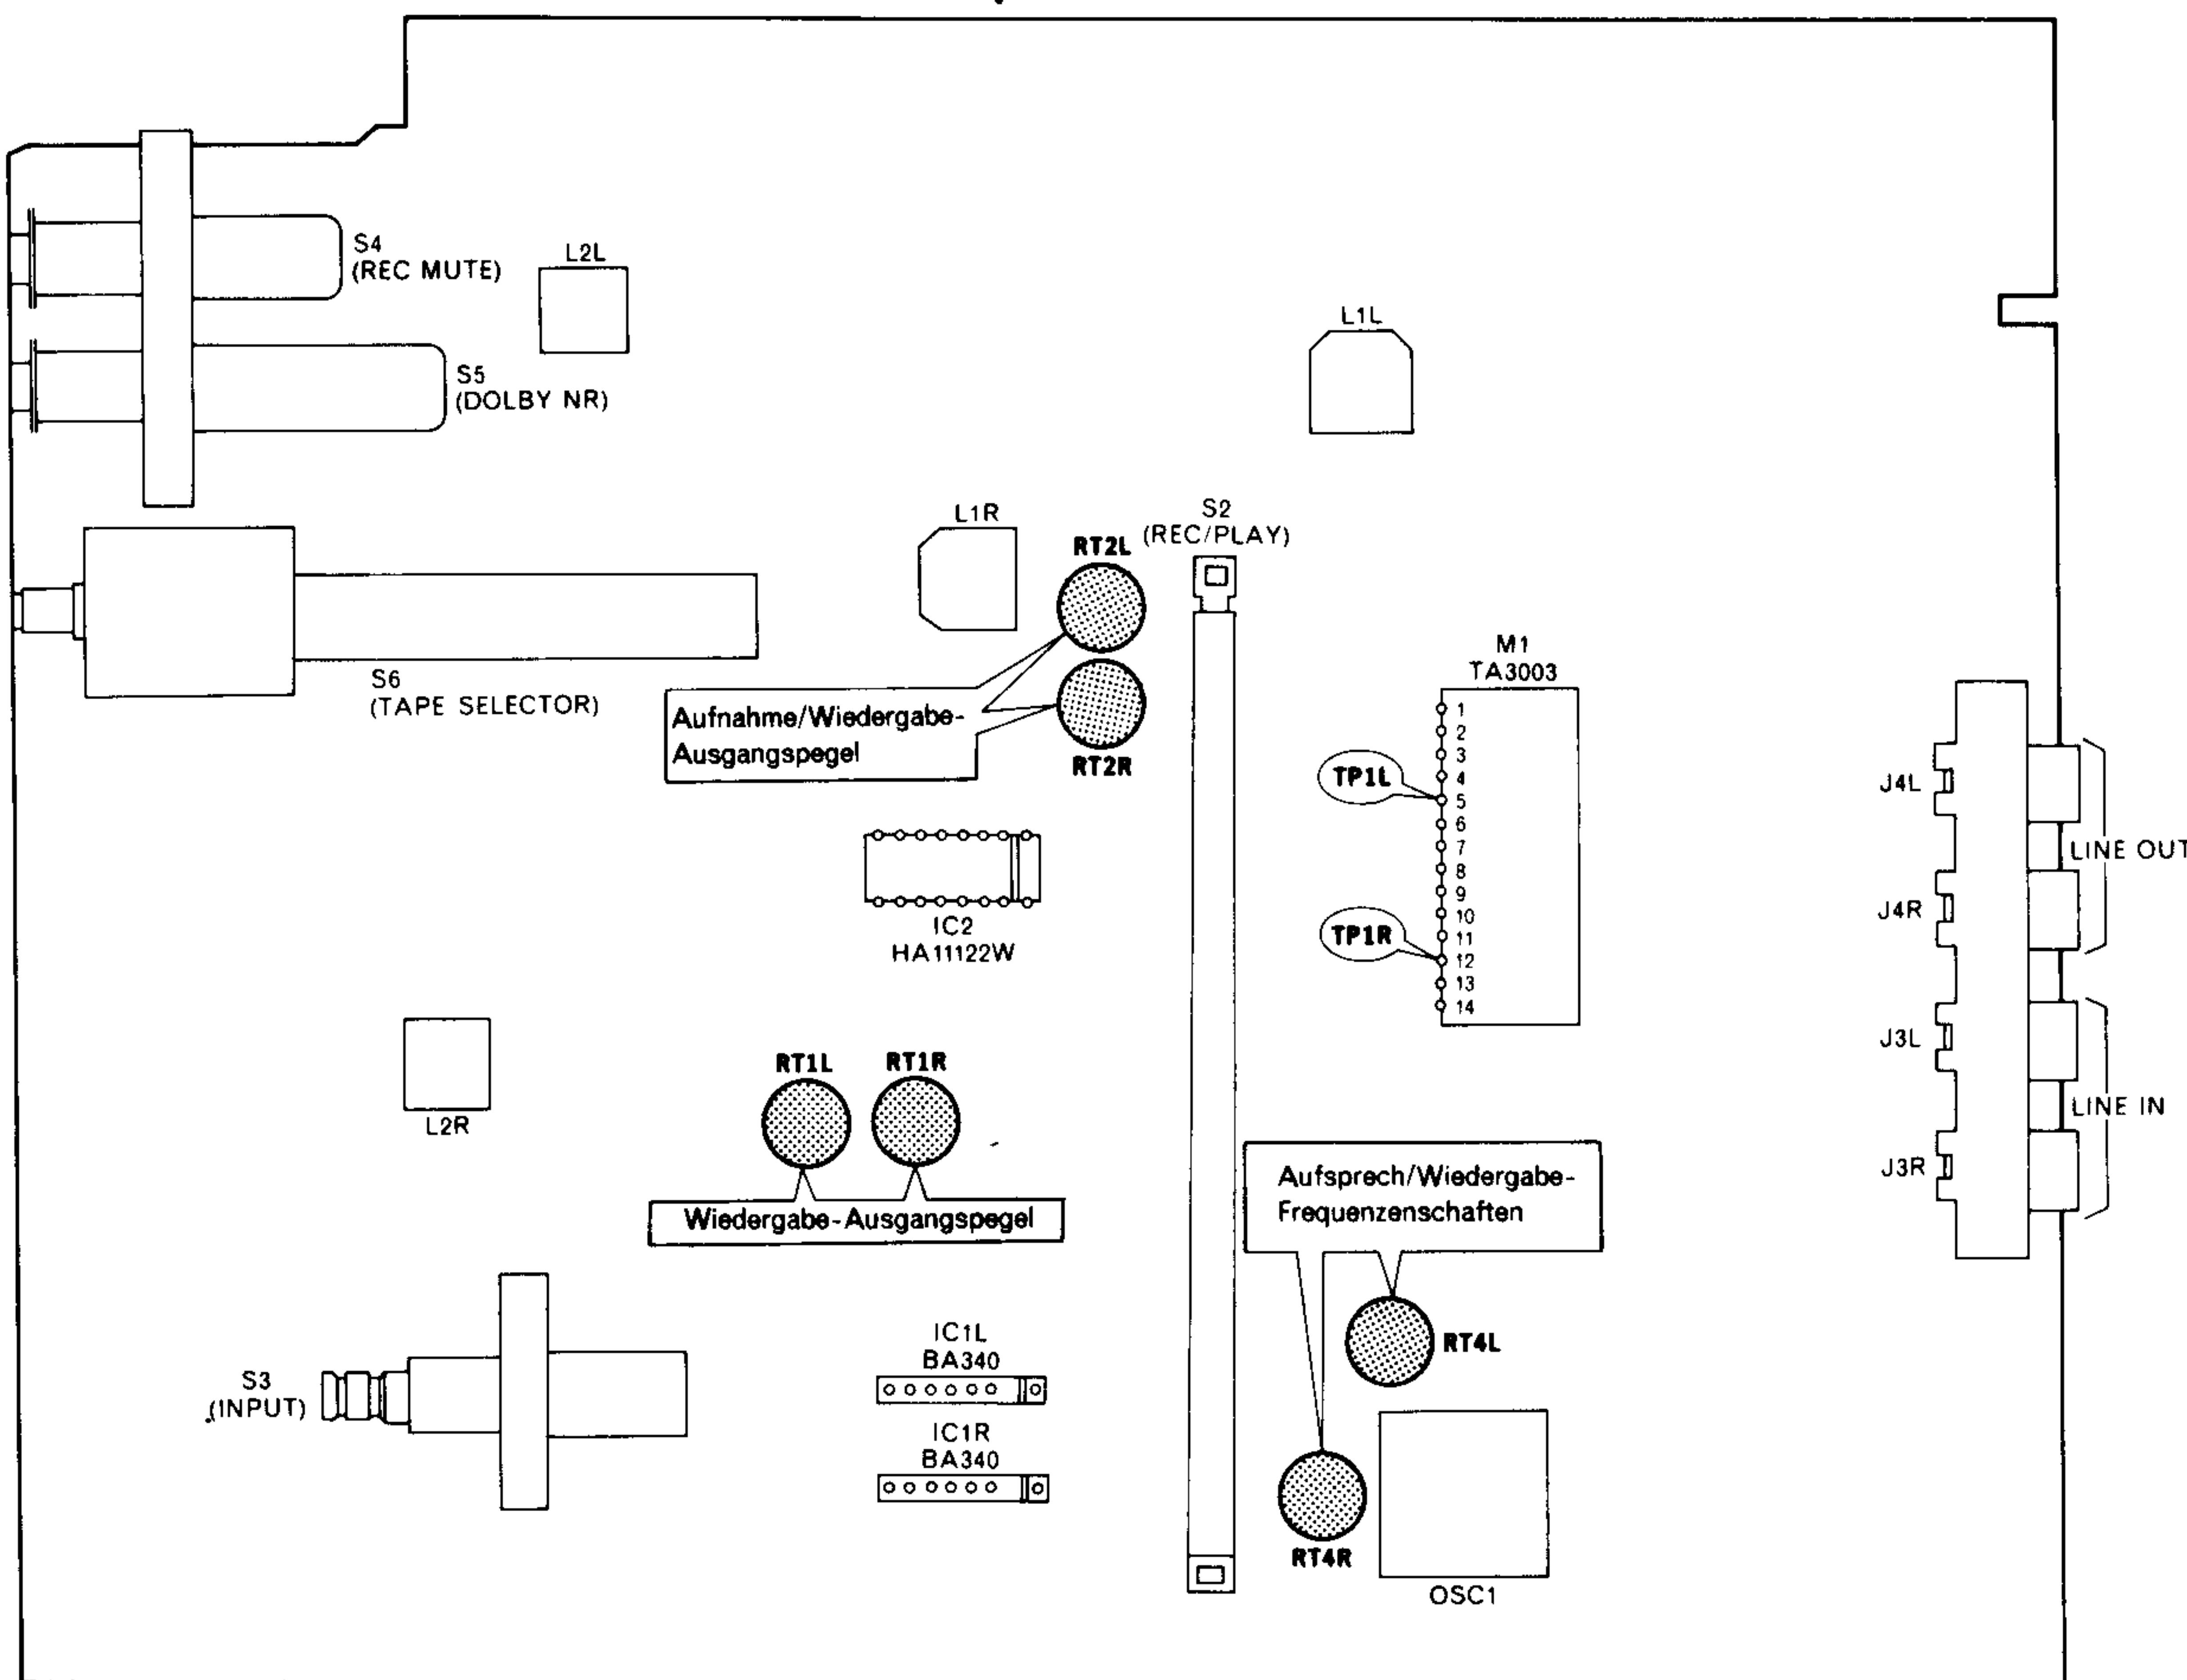 S4
(REC MUTE)
L2L
S5
(DOLBY NR)
L1L
L1R
S2
(REC/PLAY)
RT2L
S6
(TAPE SELECTOR)
Aufnahme/Wiedergabe-
Ausgangspegel
RT2R
M1
TA3003
1
2
3
4
5
6
7
8
9
10
11
12
13
14
TP1L
TP1R
J4L
LINE OUT
J4R
J3L
LINE IN
J3R
IC2
HA11122W
L2R
RT1L
RT1R
Wiedergabe-Ausgangspegel
Aufsprech/Wiedergabe-
Frequenzenschaften
RT4L
S3
(INPUT)
IC1L
BA340
IC1R
BA340
RT4R
OSC1